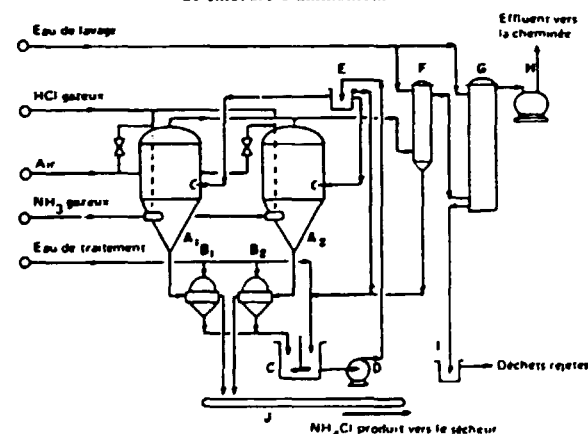 Effluent vers
la cheminée
Eau de lavage
E
F
G
H
HCl gazeux
Air
C
C
NH3 gazeux
A1
A2
Eau de traitement
B1
B2
C
D
I
Déchets rejetés
J
NH4Cl produit vers le sécheur